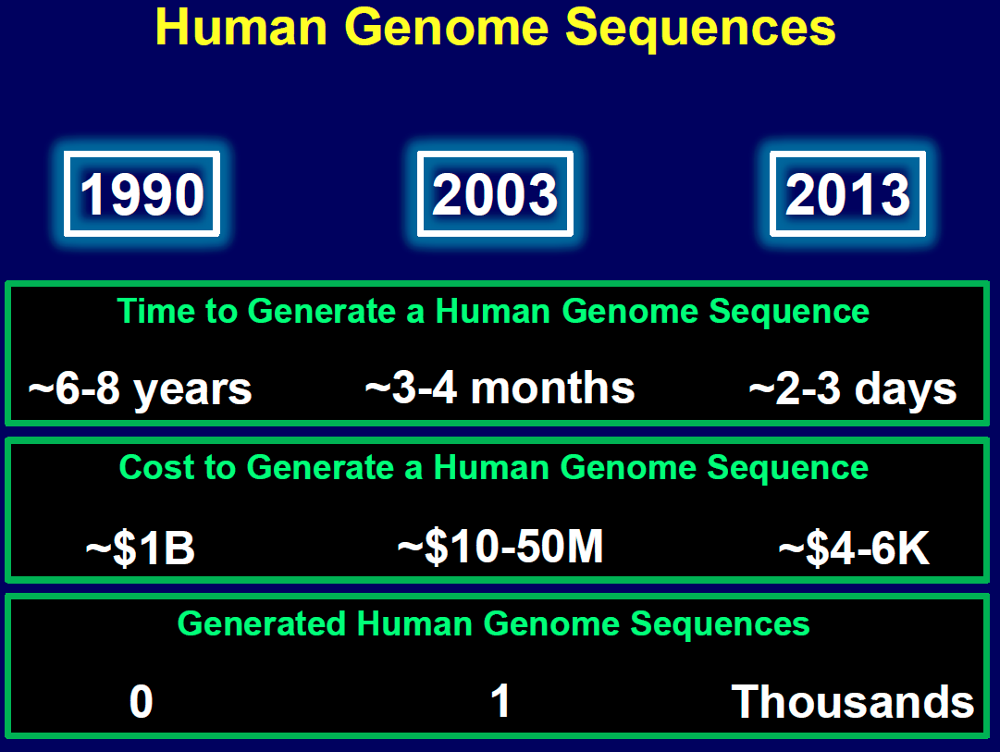 Human Genome Sequences
1990 2003 2013
Time to Generate a Human Genome Sequence
~6-8 years ~3-4 months ~2-3 days
Cost to Generate a Human Genome Sequence
~$1B ~$10-50M ~$4-6K
Generated Human Genome Sequences
0 1 Thousands